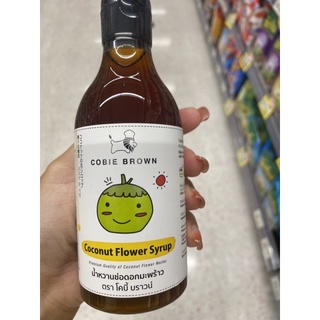 COBIE BROWN
Coconut Flower Syrup
Premium Quality of Coconut Flower Nectar
น้ำหวานช่อดอกมะพร้าว
ตรา โคบี้ บราวน์